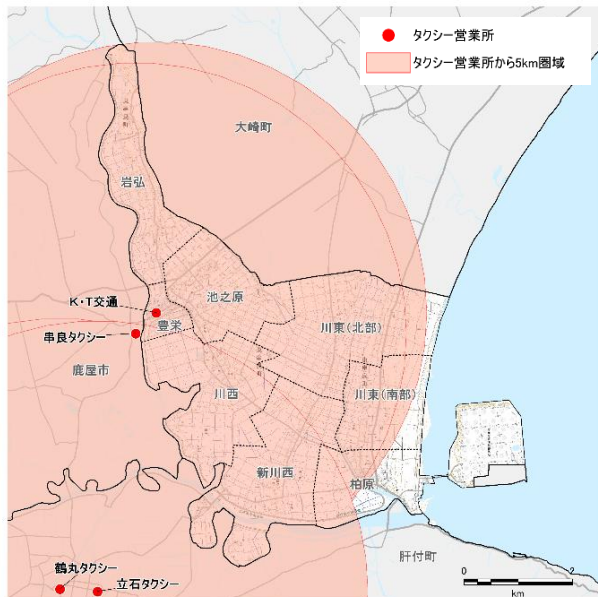 タクシー営業所
タクシー営業所から5km圏域
大崎町
岩弘
池之原
K・T交通
豊栄
串良タクシー
川東(北部)
鹿屋市
川西
川東(南部)
新川西
柏原
肝付町
鶴丸タクシー
立石タクシー
0 2
km